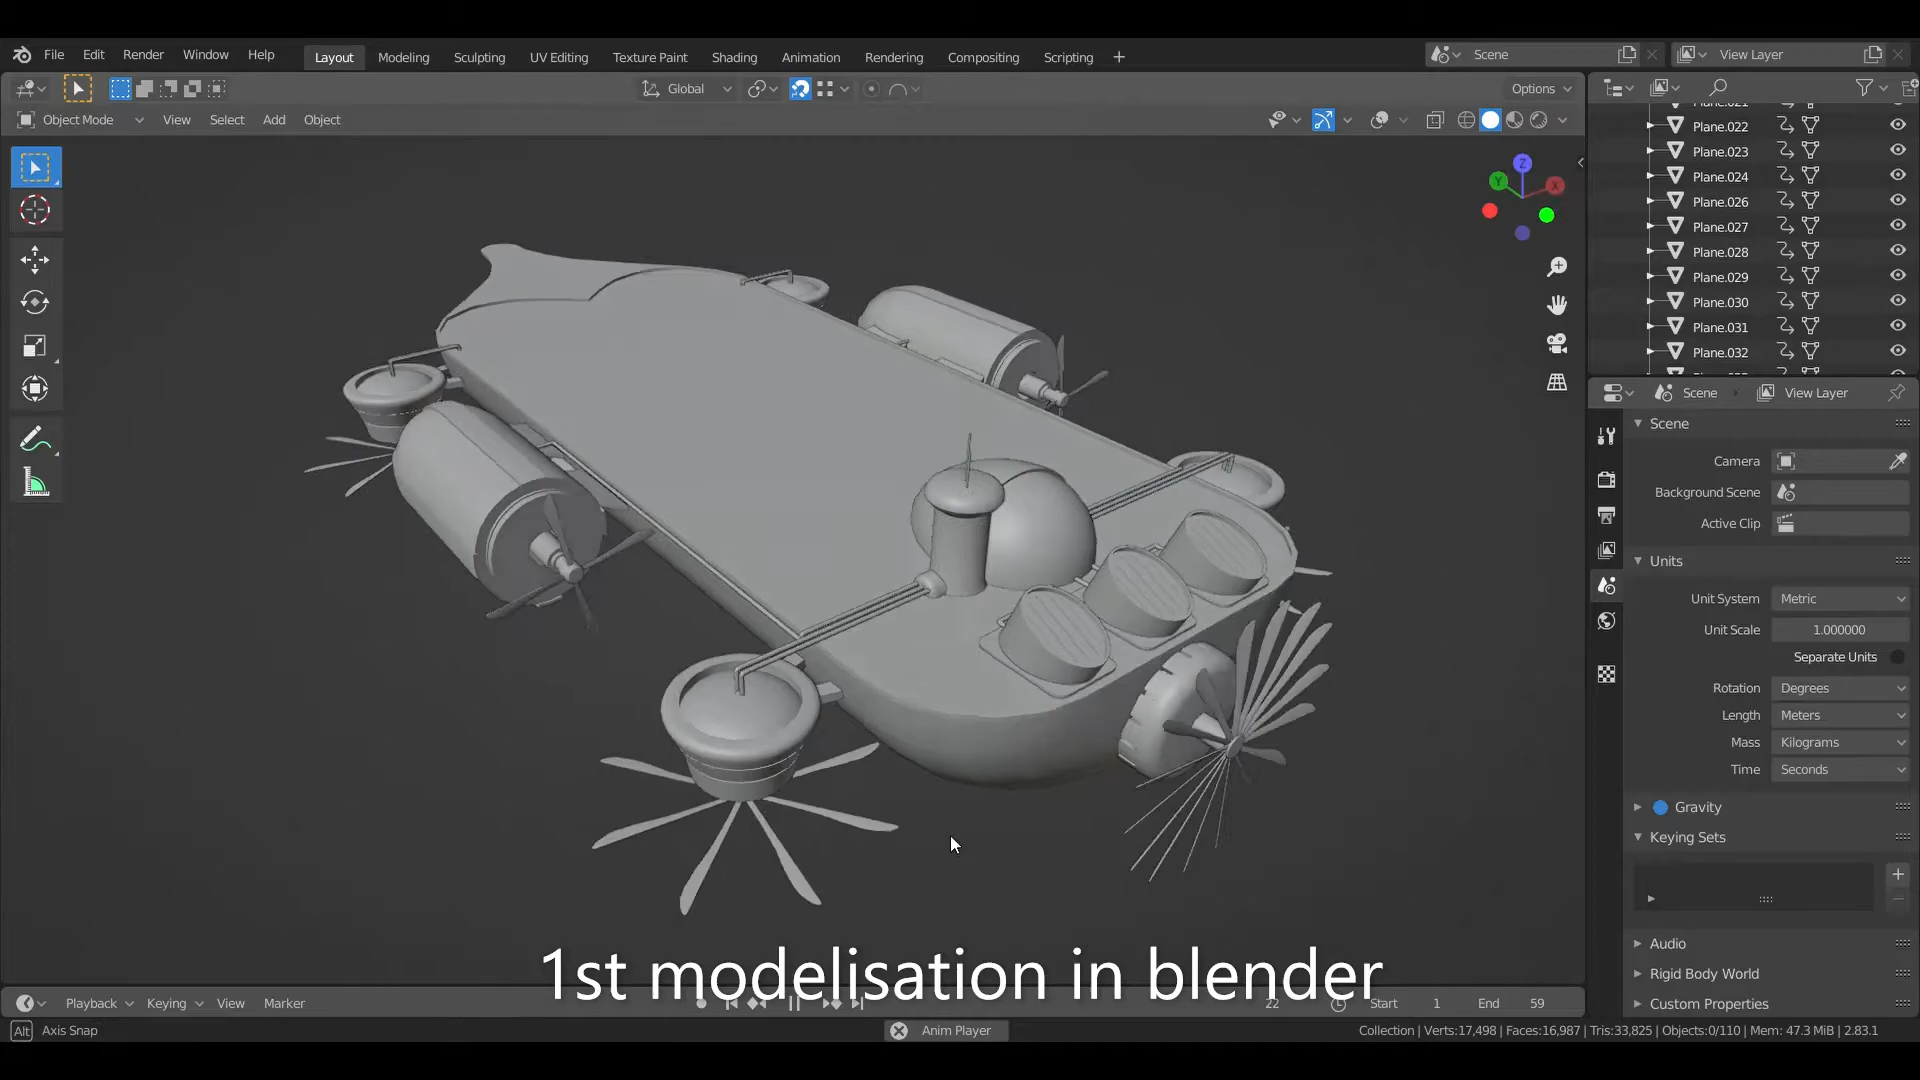 File Edit Render Window Help Layout Modeling Sculpting UV Editing Texture Paint Shading Animation Rendering Compositing Scripting + Scene View Layer
Global Options
Object Mode View Select Add Object
Z Y X
Plane.022
Plane.023
Plane.024
Plane.026
Plane.027
Plane.028
Plane.029
Plane.030
Plane.031
Plane.032
Scene View Layer
Scene
Camera
Background Scene
Active Clip
Units
Unit System Metric
Unit Scale 1.000000
Separate Units
Rotation Degrees
Length Meters
Mass Kilograms
Time Seconds
Gravity
Keying Sets
Audio
Rigid Body World
Custom Properties
1st modelisation in blender
Playback Keying View Marker 22 Start 1 End 59
Alt Axis Snap Anim Player Collection | Verts:17,498 | Faces:16,987 | Tris:33,825 | Objects:0/110 | Mem: 47.3 MiB | 2.83.1